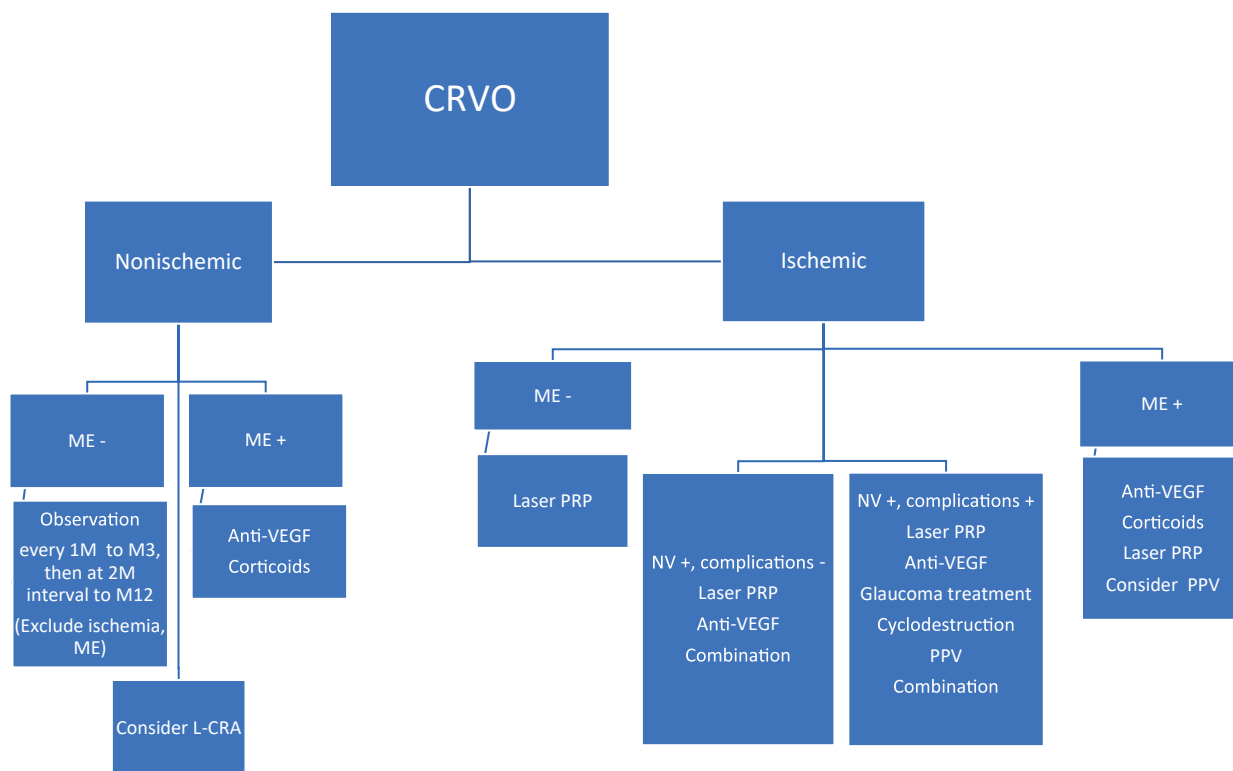 CRVO
Nonischemic
Ischemic
ME -
ME +
ME -
ME +
Observation
every 1M to M3,
then at 2M
interval to M12
(Exclude ischemia,
ME)
Anti-VEGF
Corticoids
Consider L-CRA
Laser PRP
NV +, complications -
Laser PRP
Anti-VEGF
Combination
NV +, complications +
Laser PRP
Anti-VEGF
Glaucoma treatment
Cyclodestruction
PPV
Combination
Anti-VEGF
Corticoids
Laser PRP
Consider PPV